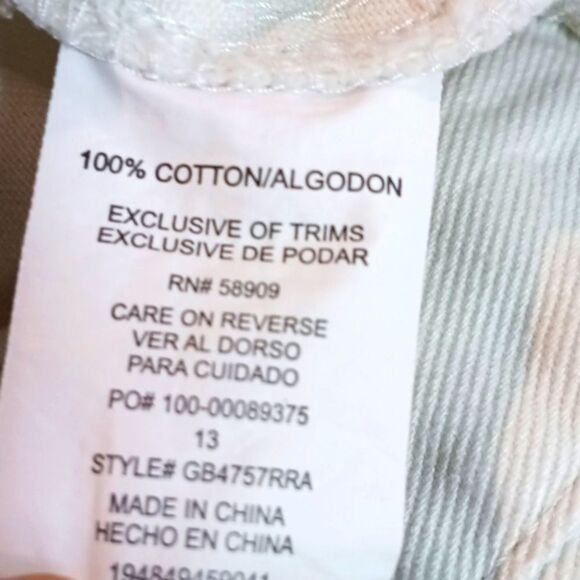 100% COTTON/ALGODON
EXCLUSIVE OF TRIMS
EXCLUSIVE DE PODAR
RN# 58909
CARE ON REVERSE
VER AL DORSO
PARA CUIDADO
PO# 100-00089375
13
STYLE# GB4757RRA
MADE IN CHINA
HECHO EN CHINA
194849459041